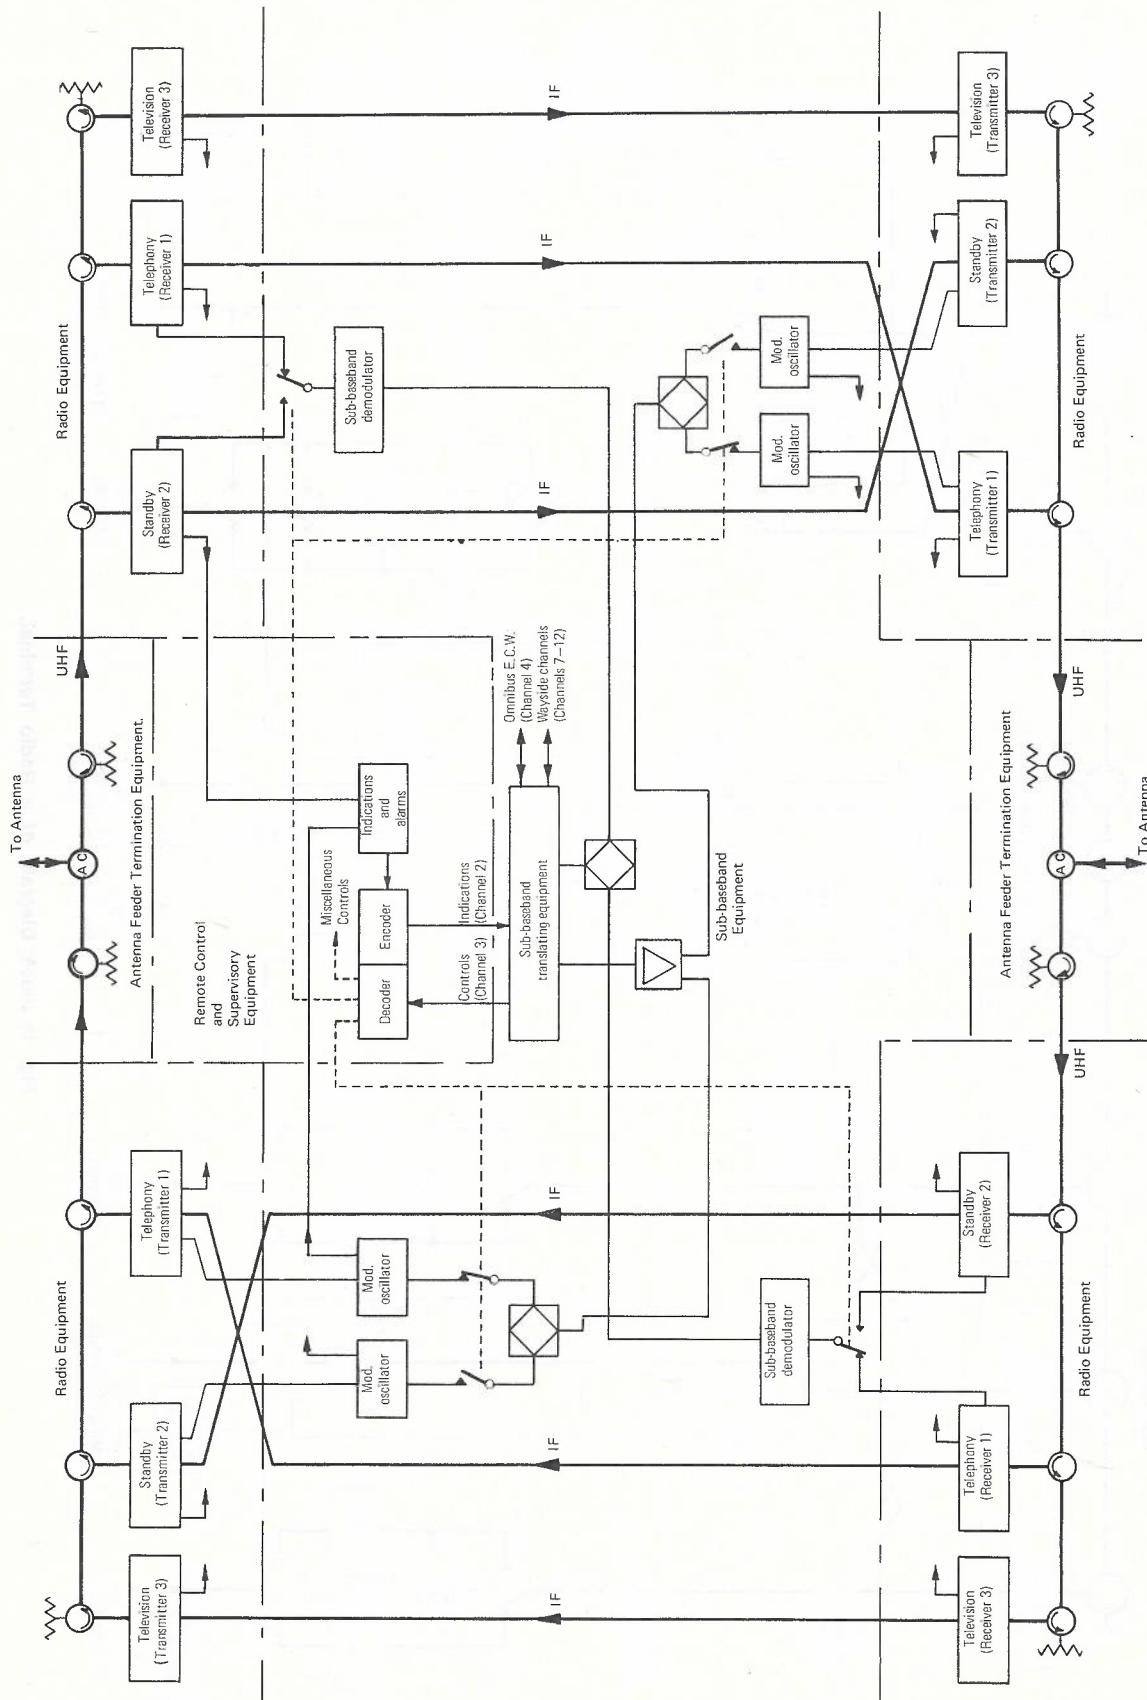 To Antenna
Radio Equipment
UHF
Radio Equipment
A C
Antenna Feeder Termination Equipment.
Television
(Transmitter 3)
Standby
(Transmitter 2)
Telephony
(Transmitter 1)
Standby
(Receiver 2)
Telephony
(Receiver 1)
Television
(Receiver 3)
Remote Control
and
Supervisory
Equipment
Miscellaneous
Controls
Mod.
oscillator
Mod.
oscillator
Decoder
Encoder
Indications
and
alarms
Sub-baseband
demodulator
Controls
(Channel 3)
Indications
(Channel 2)
Sub-baseband
translating equipment
Omnibus E.C.W.
(Channel 4)
Wayside channels
(Channels 7–12)
IF
IF
IF
IF
IF
IF
Sub-baseband
Equipment
Sub-baseband
demodulator
Mod.
oscillator
Mod.
oscillator
Television
(Receiver 3)
Telephony
(Receiver 1)
Standby
(Receiver 2)
Telephony
(Transmitter 1)
Standby
(Transmitter 2)
Television
(Transmitter 3)
Antenna Feeder Termination Equipment
A C
UHF
UHF
Radio Equipment
Radio Equipment
To Antenna